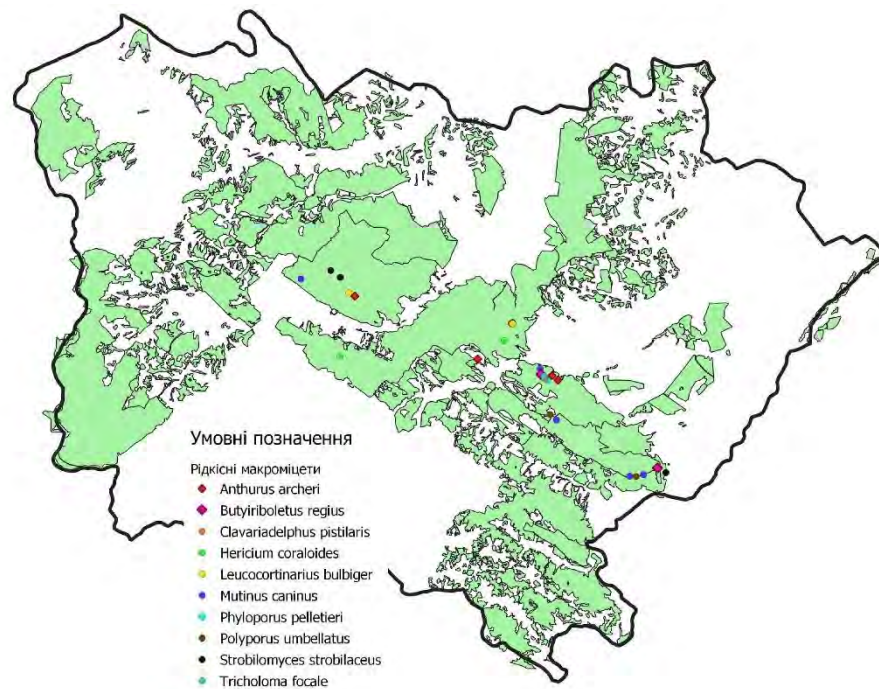 Умовні позначення
Рідкісні макроміцети
Anthurus archeri
Butyiriboletus regius
Clavariadelphus pistilaris
Hericium coraloides
Leucocortinarius bulbiger
Mutinus caninus
Phyloporus pelletieri
Polyporus umbellatus
Strobilomyces strobilaceus
Tricholoma focale